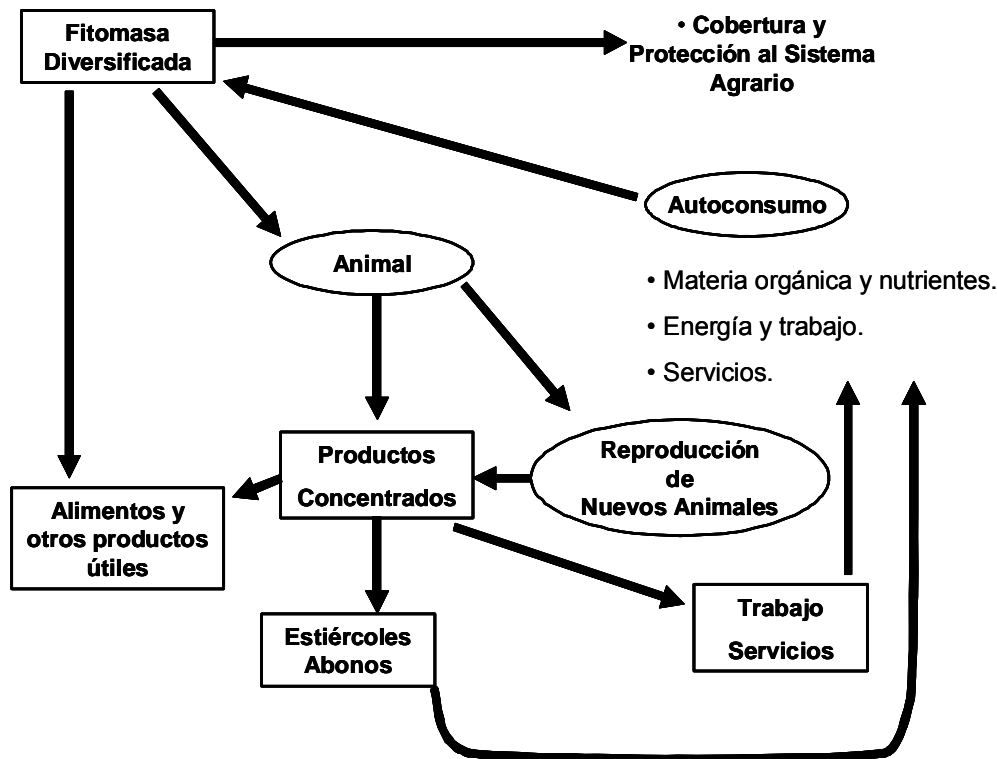 Fitomasa
Diversificada
• Cobertura y
Protección al Sistema
Agrario
Autoconsumo
Animal
• Materia orgánica y nutrientes.
• Energía y trabajo.
• Servicios.
Productos
Concentrados
Reproducción
de
Nuevos Animales
Alimentos y
otros productos
útiles
Estiércoles
Abonos
Trabajo
Servicios